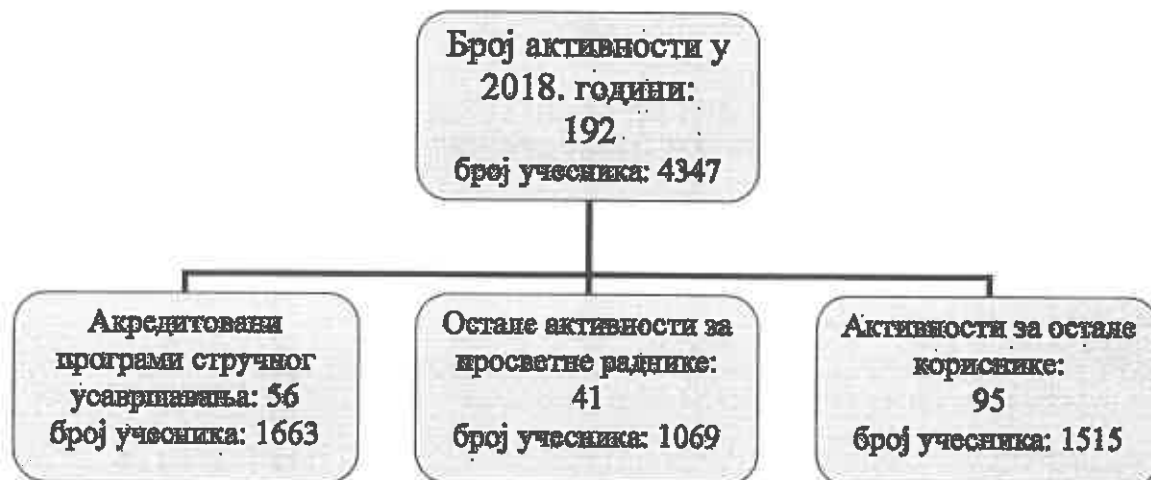 Број активности у
2018. години:
192
број учесника: 4347
Акредитовани
програми стручног
усавршавања: 56
број учесника: 1663
Остале активности за
просветне раднике:
41
број учесника: 1069
Активности за остале
кориснике:
95
број учесника: 1515